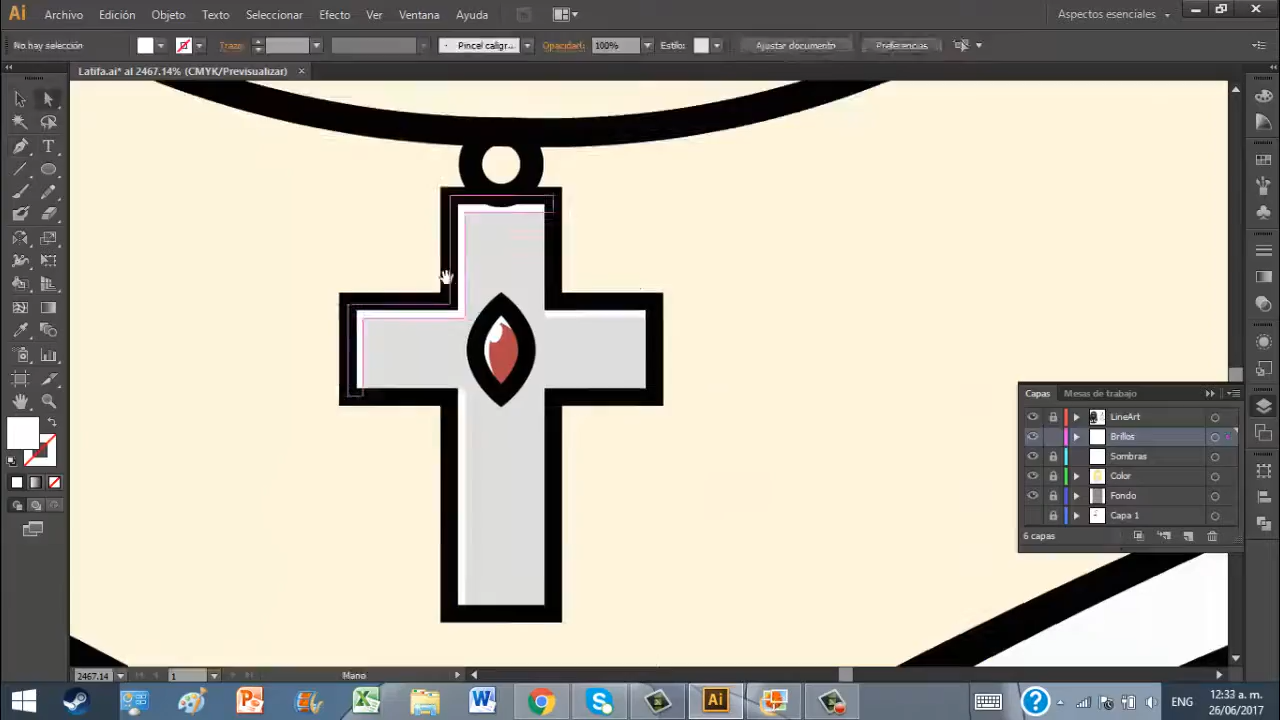 Ai Archivo Edición Objeto Texto Seleccionar Efecto Ver Ventana Ayuda Aspectos esenciales
No hay selección Trazo: Pincel caligr... Opacidad: 100% Estilo: Ajustar documento Preferencias
Latifa.ai* al 2467.14% (CMYK/Previsualizar)
Capas Mesas de trabajo
LineArt
Brillos
Sombras
Color
Fondo
Capa 1
6 capas
2467.14 1 Mano
ENG
12:33 a. m.
26/06/2017